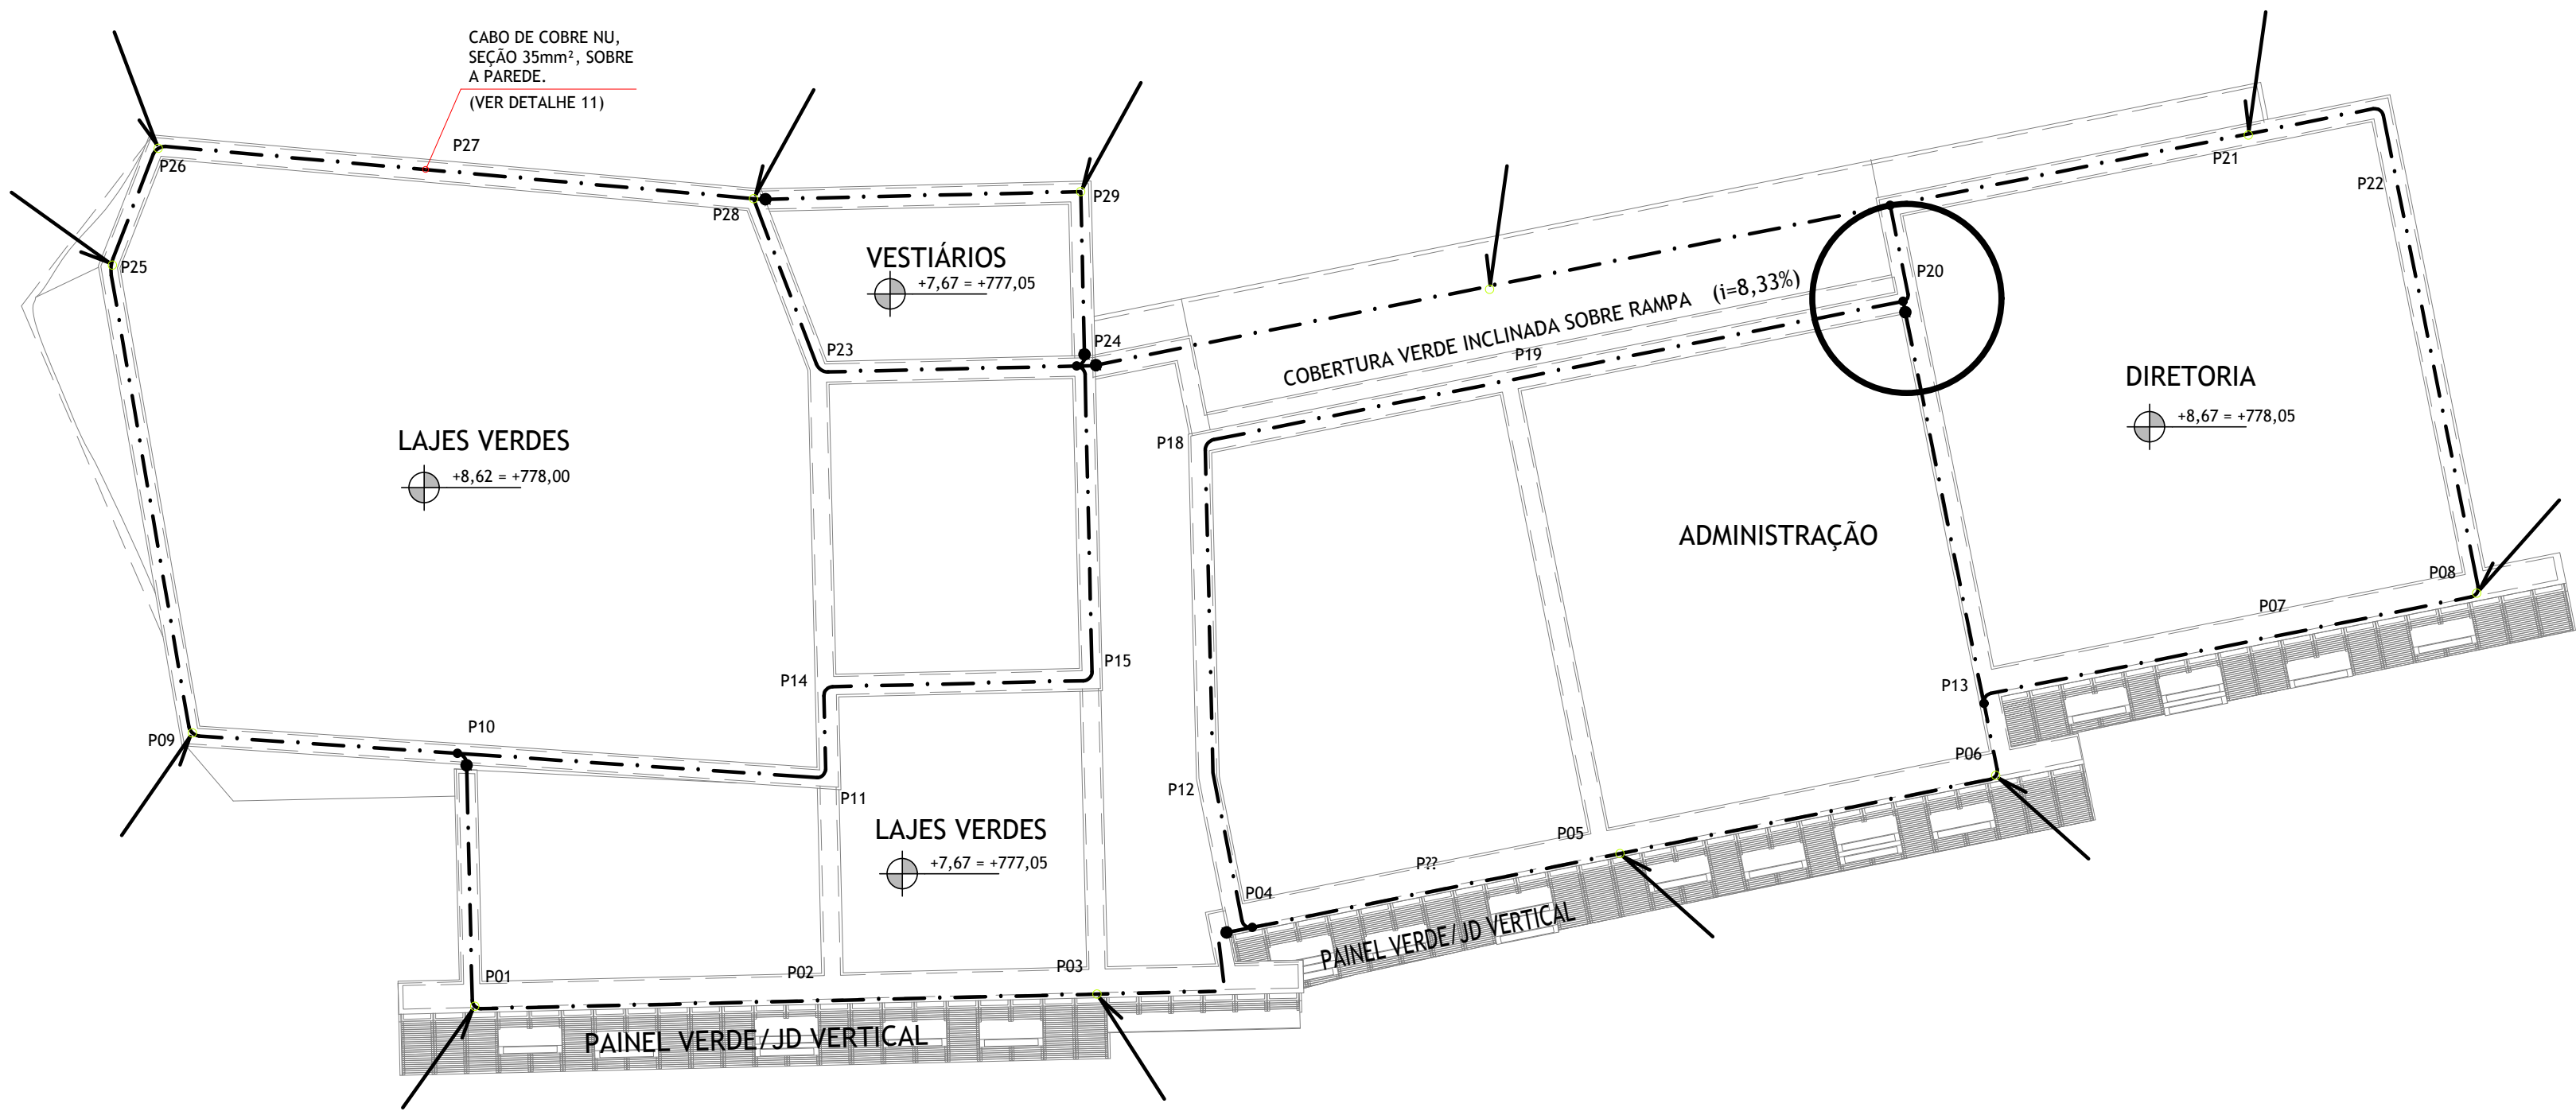 CABO DE COBRE NU,
SEÇÃO 35mm², SOBRE
A PAREDE.
(VER DETALHE 11)
P27
P26
P21
P22
P28
P29
P25
VESTIÁRIOS
+7,67 = +777,05
P20
COBERTURA VERDE INCLINADA SOBRE RAMPA (i=8,33%)
P23
P24
P19
DIRETORIA
+8,67 = +778,05
LAJES VERDES
+8,62 = +778,00
P18
ADMINISTRAÇÃO
P08
P07
P14
P15
P13
P09
P10
P06
P11
P12
LAJES VERDES
+7,67 = +777,05
P05
P??
P04
PAINEL VERDE/JD VERTICAL
P01
P02
P03
PAINEL VERDE/JD VERTICAL